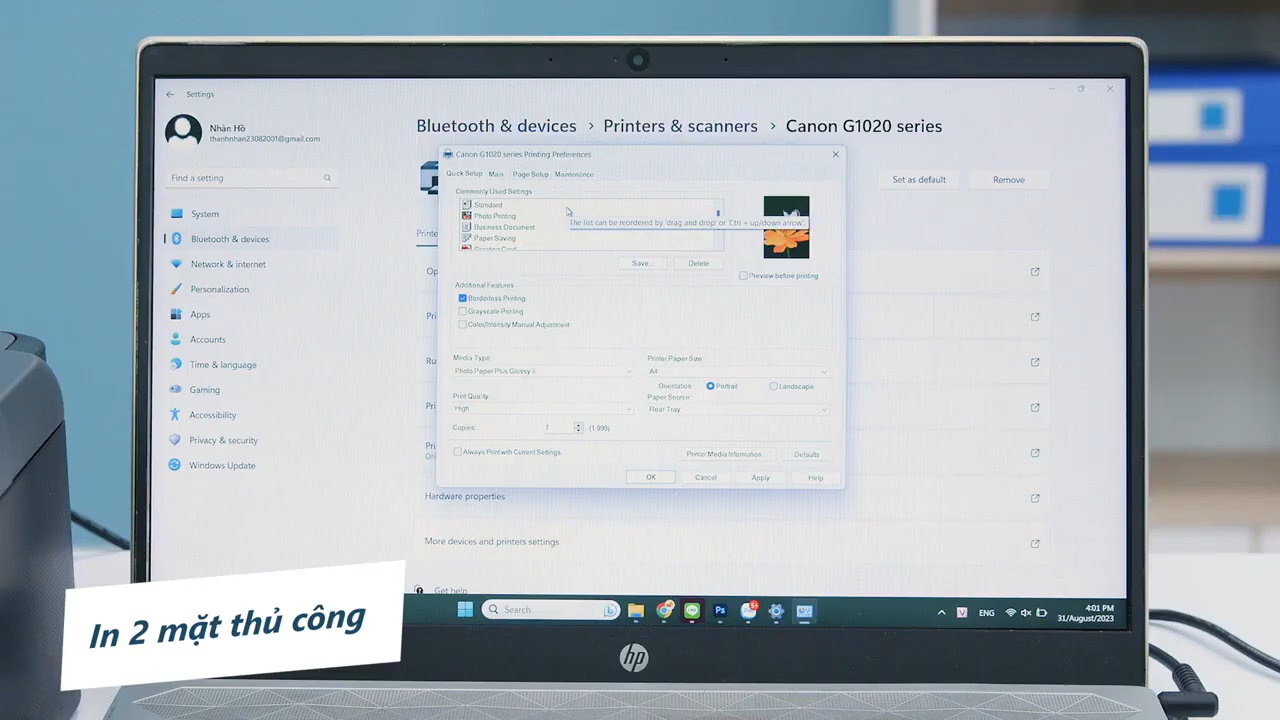 Settings
Nhàn Hồ
thanhnhan23082001@gmail.com
Find a setting
System
Bluetooth & devices
Network & internet
Personalization
Apps
Accounts
Time & language
Gaming
Accessibility
Privacy & security
Windows Update
Bluetooth & devices > Printers & scanners > Canon G1020 series
Set as default
Remove
Canon G1020 series Printing Preferences
Quick Setup Main Page Setup Maintenance
Commonly Used Settings
Standard
Photo Printing
Business Document
Paper Saving
Greeting Card
The list can be reordered by 'drag and drop' or 'Ctrl + up/down arrow'.
Save...
Delete
Preview before printing
Additional Features
Borderless Printing
Grayscale Printing
Color/Intensity Manual Adjustment
Media Type
Photo Paper Plus Glossy II
Print Quality:
High
Copies:
1
(1-999)
Printer Paper Size:
A4
Orientation
Portrait
Landscape
Paper Source:
Rear Tray
Always Print with Current Settings
Printer Media Information...
Defaults
OK
Cancel
Apply
Help
Hardware properties
More devices and printers settings
Get help
Search
ENG
4:01 PM
31/August/2023
hp
In 2 mặt thủ công